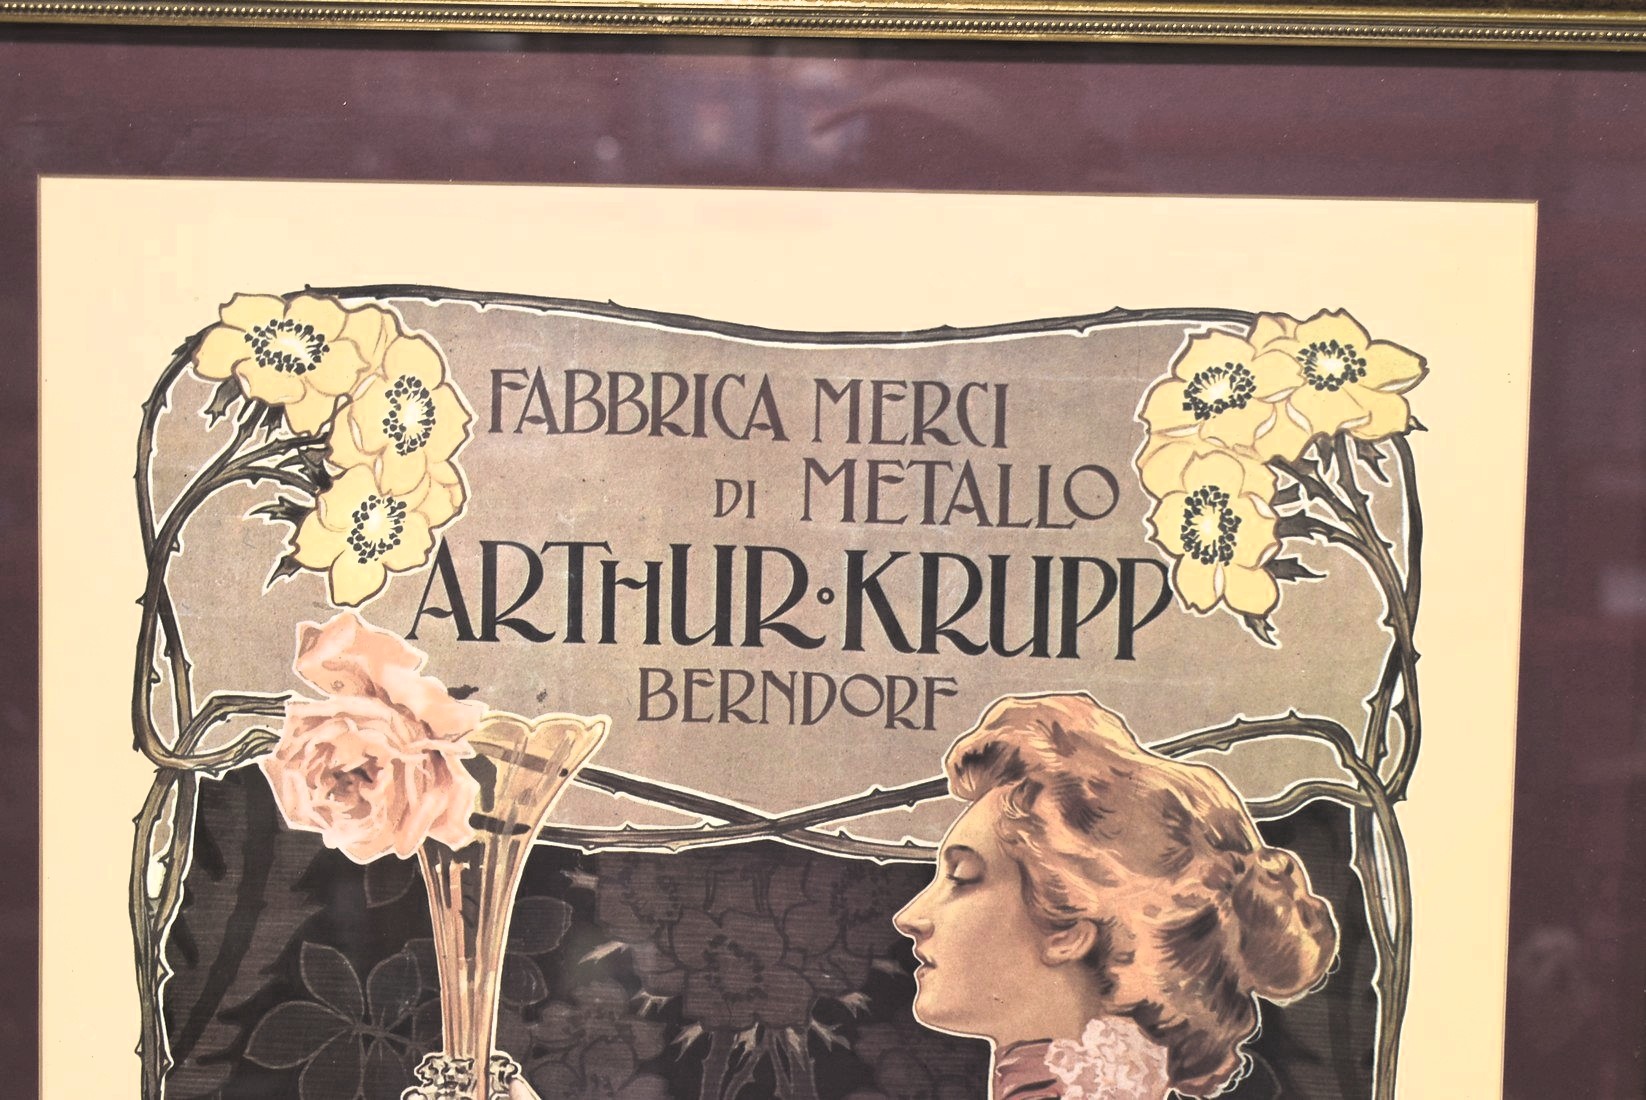 FABBRICA MERCI
DI METALLO
ARTHUR·KRUPP
BERNDORF